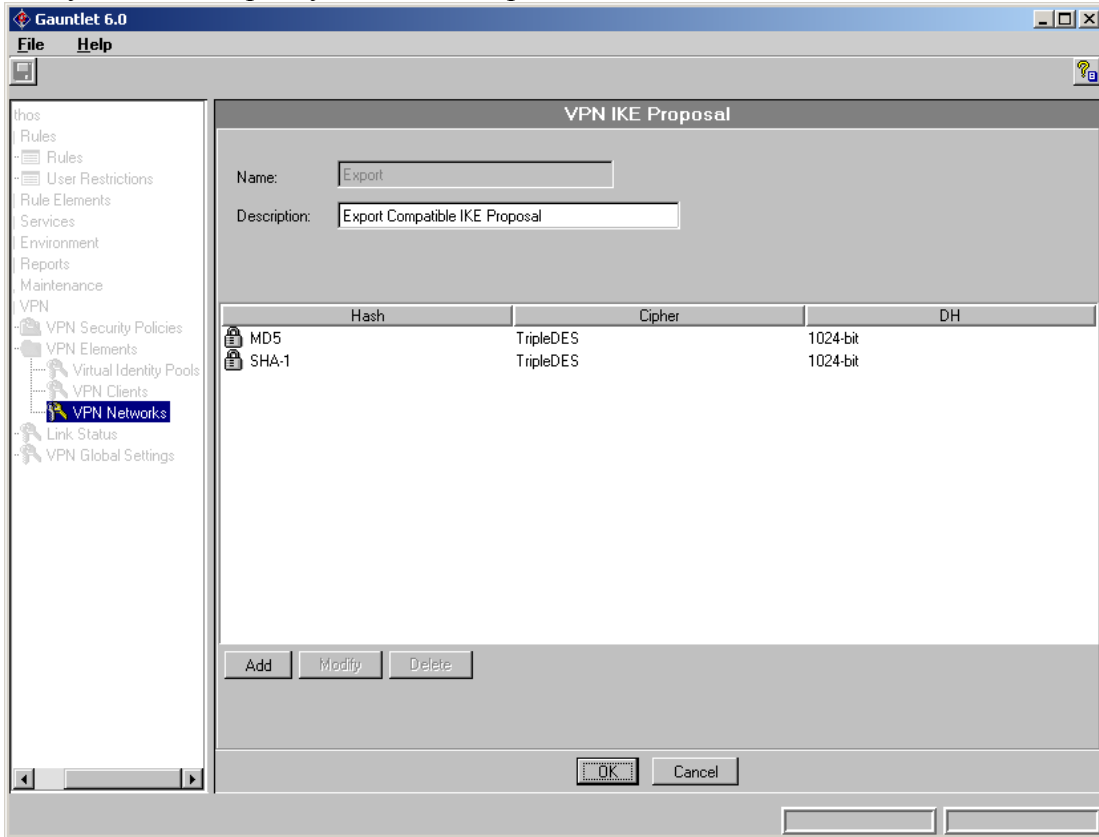 Gauntlet 6.0
File Help
thos
Rules
Rules
User Restrictions
Rule Elements
Services
Environment
Reports
Maintenance
VPN
VPN Security Policies
VPN Elements
Virtual Identity Pools
VPN Clients
VPN Networks
Link Status
VPN Global Settings
VPN IKE Proposal
Name: Export
Description: Export Compatible IKE Proposal
Hash Cipher DH
MD5 TripleDES 1024-bit
SHA-1 TripleDES 1024-bit
Add Modify Delete
OK Cancel